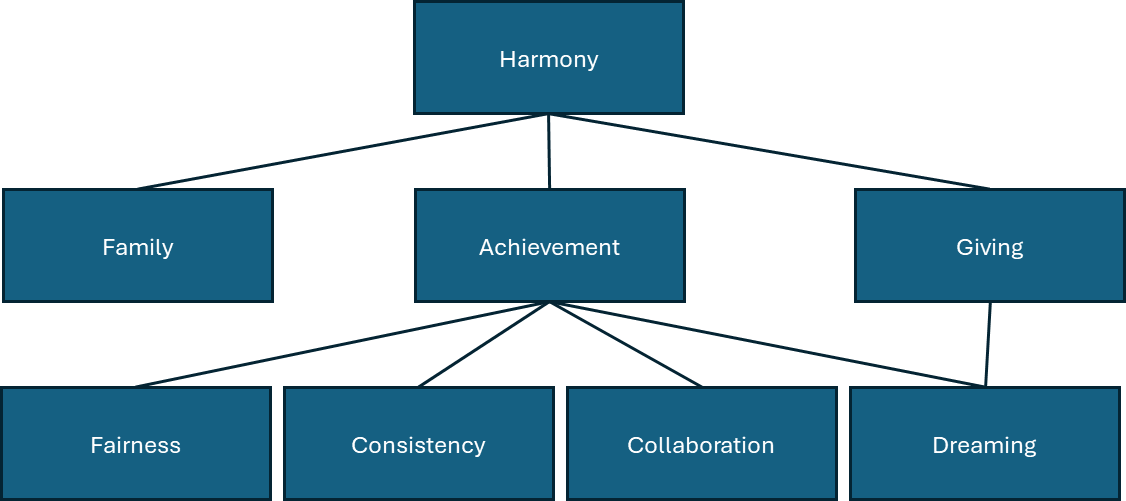 Harmony
Family
Achievement
Giving
Fairness
Consistency
Collaboration
Dreaming